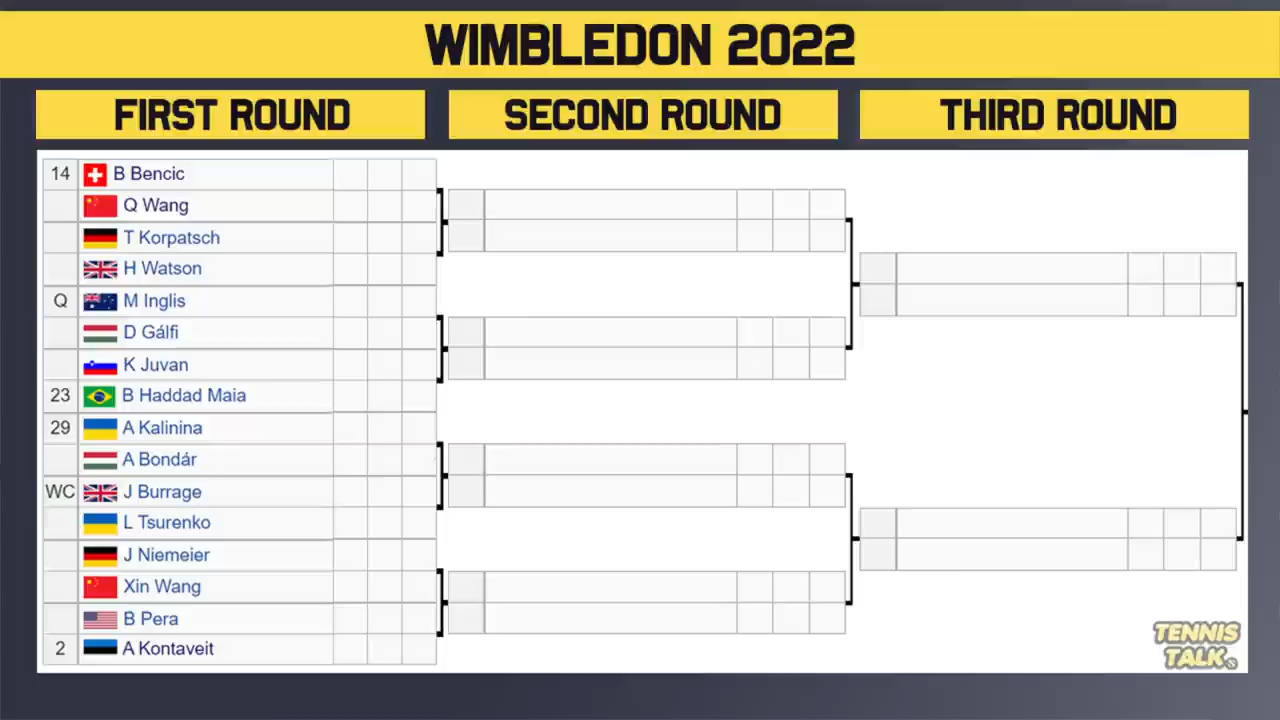 WIMBLEDON 2022
FIRST ROUND
SECOND ROUND
THIRD ROUND
14 B Bencic
Q Wang
T Korpatsch
H Watson
Q M Inglis
D Gálfi
K Juvan
23 B Haddad Maia
29 A Kalinina
A Bondár
WC J Burrage
L Tsurenko
J Niemeier
Xin Wang
B Pera
2 A Kontaveit
TENNIS
TALK